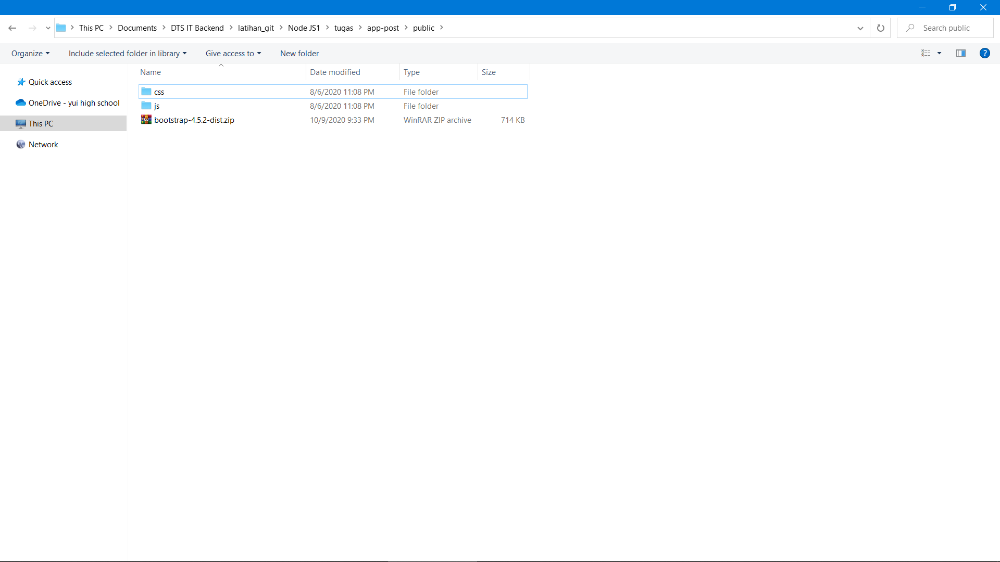 This PC Documents DTS IT Backend latihan_git Node JS1 tugas app-post public
Search public
Organize Include selected folder in library Give access to New folder
Name Date modified Type Size
Quick access
OneDrive - yui high school
This PC
Network
css 8/6/2020 11:08 PM File folder
js 8/6/2020 11:08 PM File folder
bootstrap-4.5.2-dist.zip 10/9/2020 9:33 PM WinRAR ZIP archive 714 KB